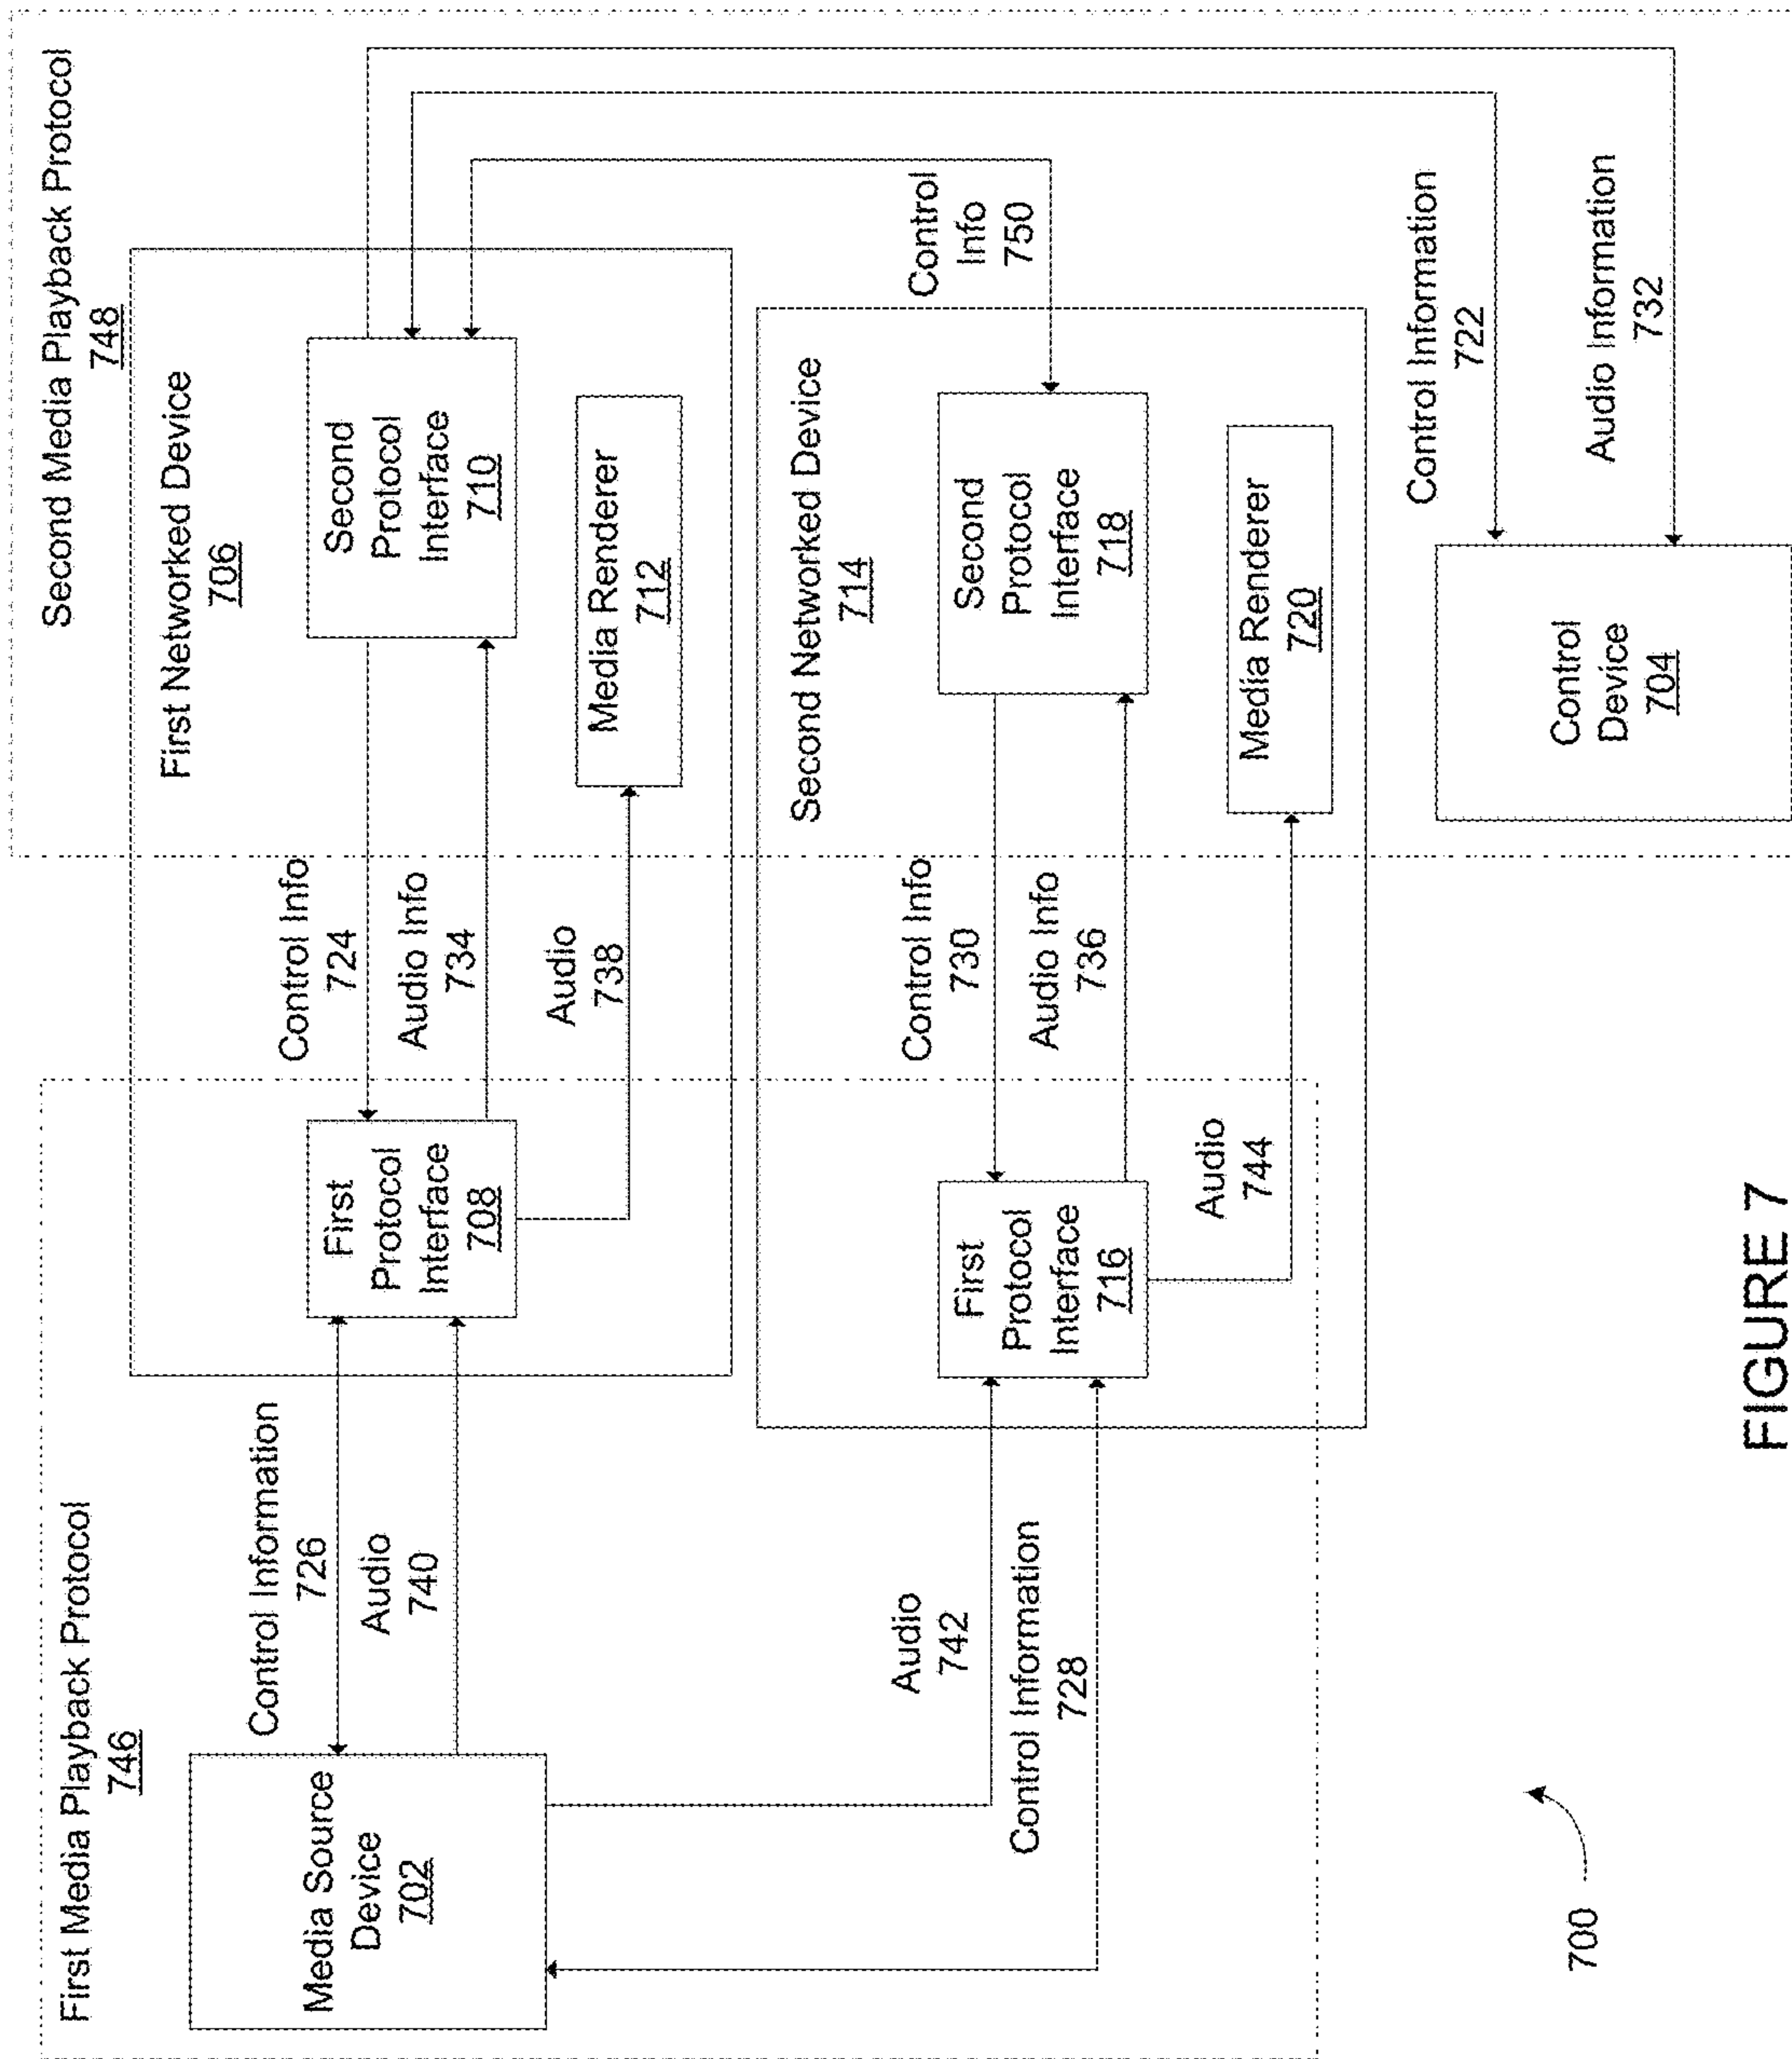 First Media Playback Protocol
746
Second Media Playback Protocol
748
Media Source
Device
702
Control Information
726
Audio
740
First
Protocol
Interface
708
Control Info
724
Audio Info
734
Audio
738
First Networked Device
706
Second
Protocol
Interface
710
Media Renderer
712
Audio
742
Control Information
728
First
Protocol
Interface
716
Audio
744
Control Info
730
Audio Info
736
Second Networked Device
714
Second
Protocol
Interface
718
Media Renderer
720
Control
Info
750
Control Information
722
Audio Information
732
Control
Device
704
700
FIGURE 7